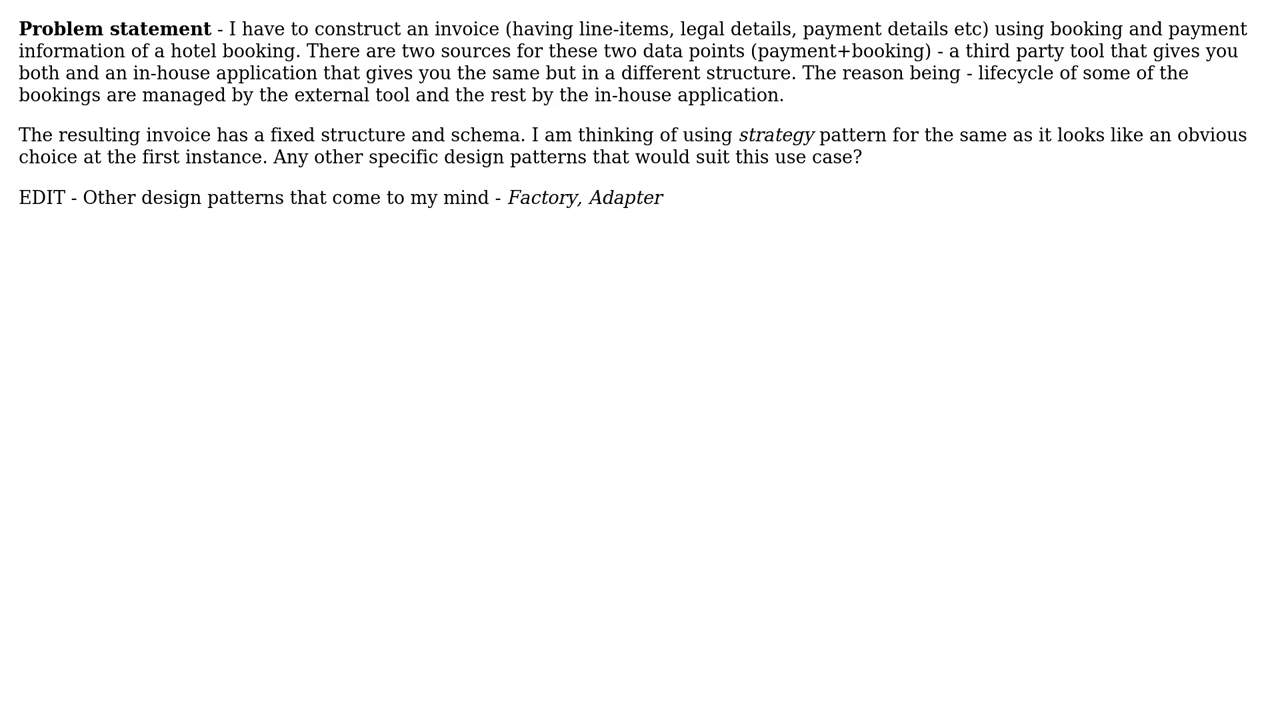 Problem statement - I have to construct an invoice (having line-items, legal details, payment details etc) using booking and payment
information of a hotel booking. There are two sources for these two data points (payment+booking) - a third party tool that gives you
both and an in-house application that gives you the same but in a different structure. The reason being - lifecycle of some of the
bookings are managed by the external tool and the rest by the in-house application.
The resulting invoice has a fixed structure and schema. I am thinking of using strategy pattern for the same as it looks like an obvious
choice at the first instance. Any other specific design patterns that would suit this use case?
EDIT - Other design patterns that come to my mind - Factory, Adapter